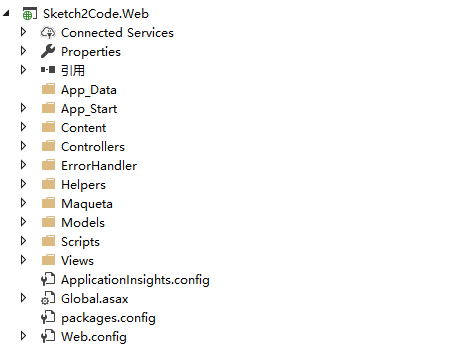 Sketch2Code.Web
Connected Services
Properties
引用
App_Data
App_Start
Content
Controllers
ErrorHandler
Helpers
Maqueta
Models
Scripts
Views
ApplicationInsights.config
Global.asax
packages.config
Web.config